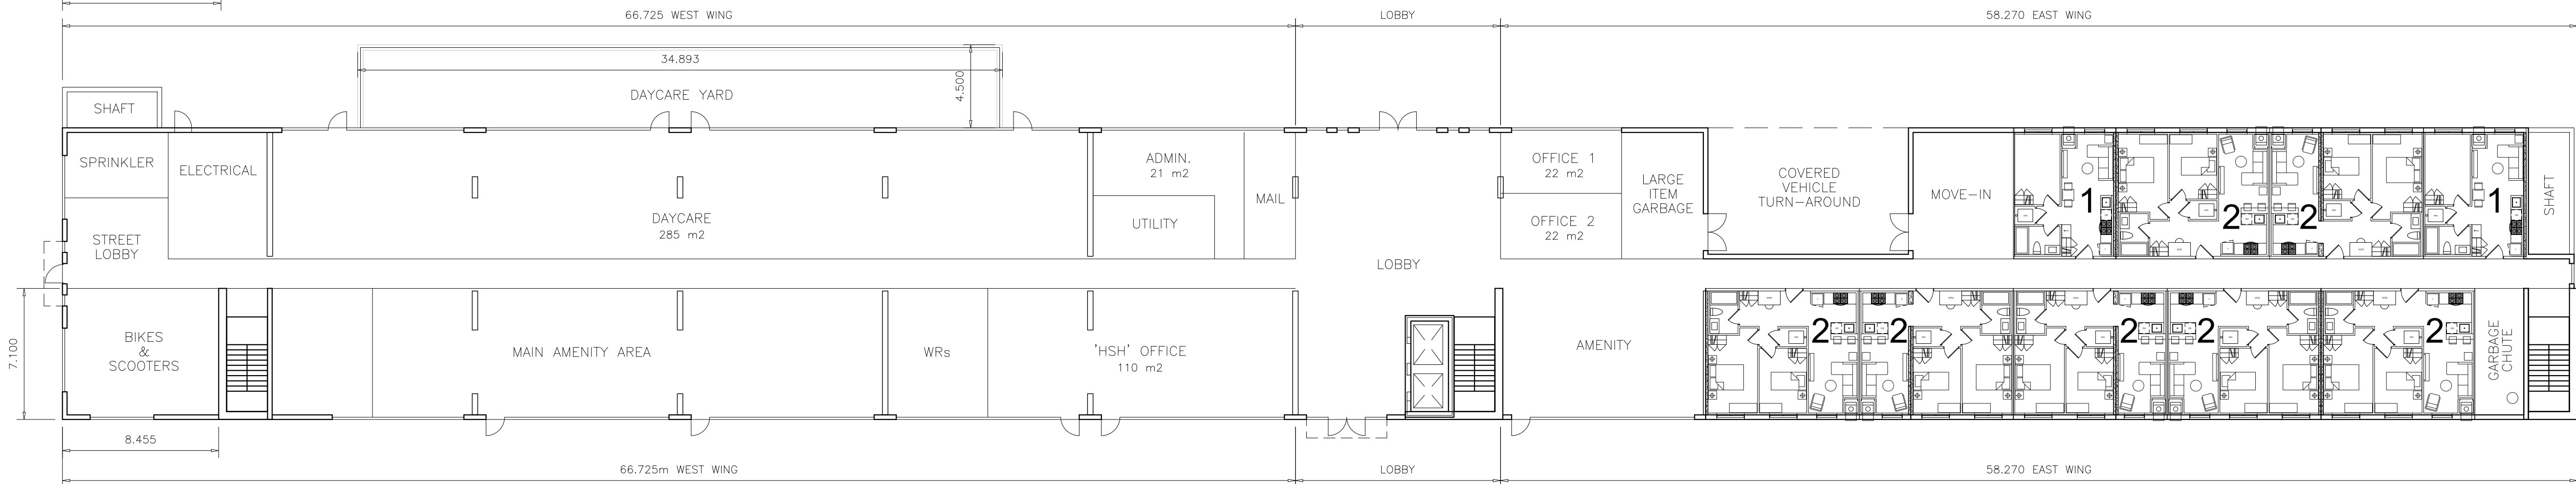 66.725 WEST WING
LOBBY
58.270 EAST WING
34.893
4.500
DAYCARE YARD
SHAFT
SPRINKLER
ELECTRICAL
STREET
LOBBY
DAYCARE
285 m2
ADMIN.
21 m2
UTILITY
MAIL
LOBBY
OFFICE 1
22 m2
OFFICE 2
22 m2
LARGE
ITEM
GARBAGE
COVERED
VEHICLE
TURN-AROUND
MOVE-IN
1
2
2
1
SHAFT
7.100
BIKES
&
SCOOTERS
MAIN AMENITY AREA
WRs
'HSH' OFFICE
110 m2
AMENITY
2
2
2
2
2
GARBAGE
CHUTE
8.455
66.725m WEST WING
LOBBY
58.270 EAST WING